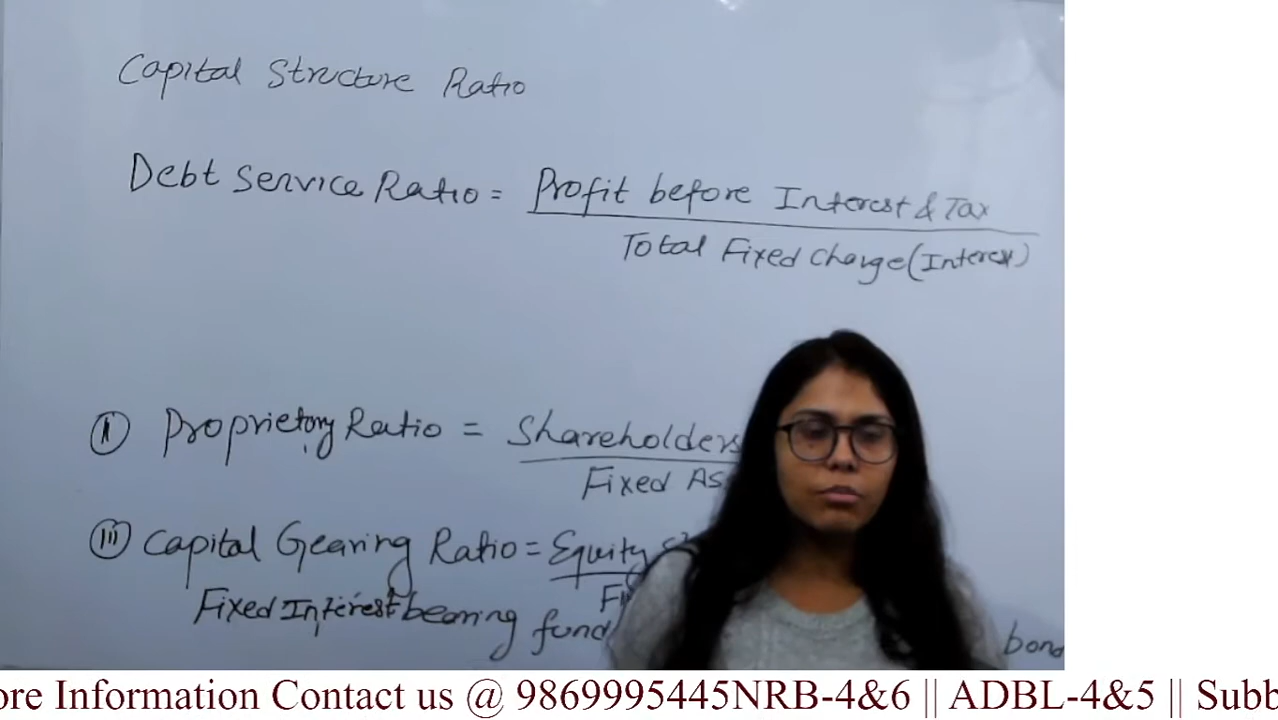 Capital Structure Ratio
Debt Service Ratio = Profit before Interest & Tax
Total Fixed Charge (Interest)
(II) Proprietory Ratio = Shareholders
Fixed As
(III) Capital Gearing Ratio = Equity
Fixed Interest bearing fund bond
ore Information Contact us @ 9869995445NRB-4&6 || ADBL-4&5 || Subb